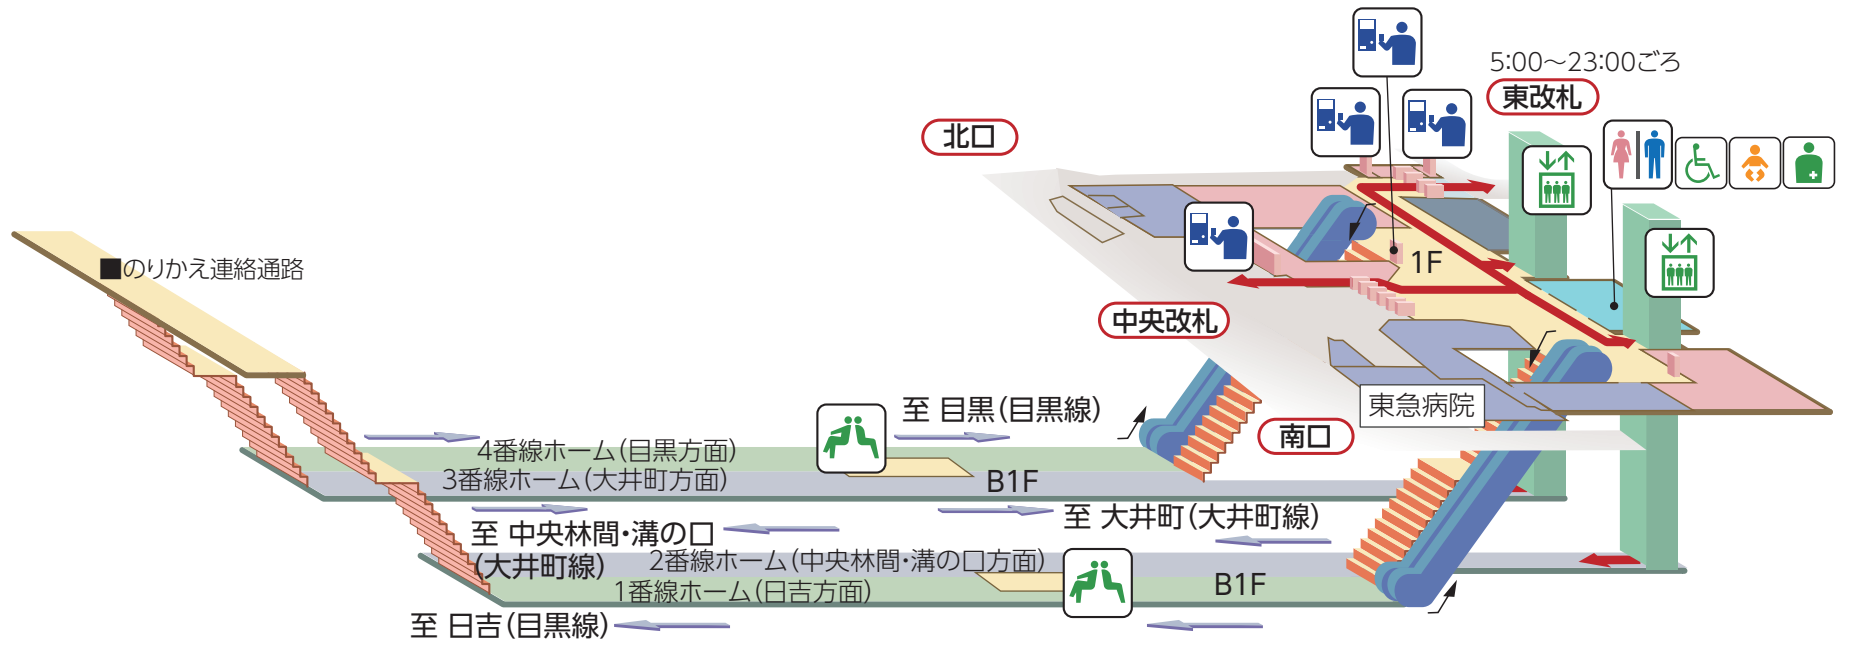 5:00～23:00ごろ
東改札
北口
1F
■のりかえ連絡通路
中央改札
東急病院
至 目黒(目黒線)
南口
4番線ホーム(目黒方面)
3番線ホーム(大井町方面)
B1F
至 大井町(大井町線)
至 中央林間・溝の口
(大井町線)
2番線ホーム(中央林間・溝の口方面)
1番線ホーム(日吉方面)
B1F
至 日吉(目黒線)